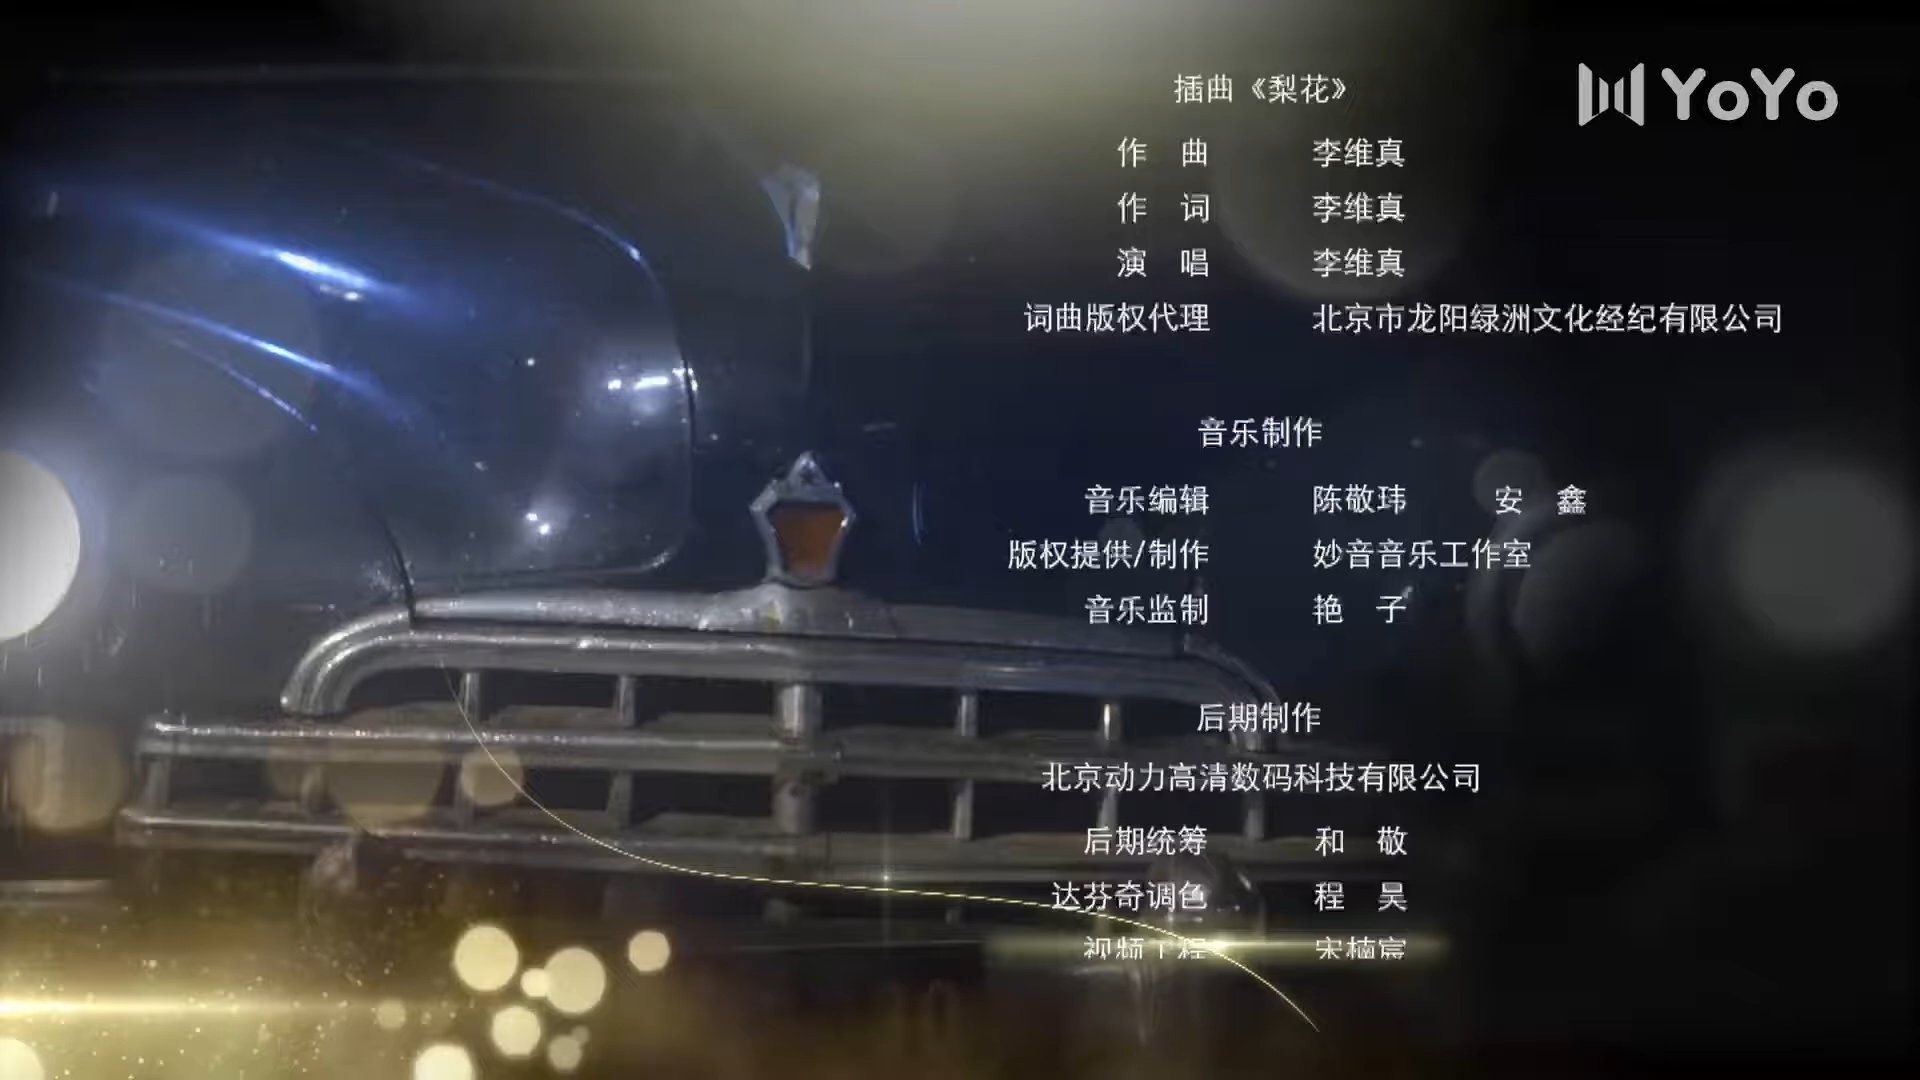 插曲《梨花》
YoYo
作 曲 李维真
作 词 李维真
演 唱 李维真
词曲版权代理 北京市龙阳绿洲文化经纪有限公司
音乐制作
音乐编辑 陈敬玮 安 鑫
版权提供/制作 妙音音乐工作室
音乐监制 艳 子
后期制作
北京动力高清数码科技有限公司
后期统筹 和 敬
达芬奇调色 程 昊
视频工程